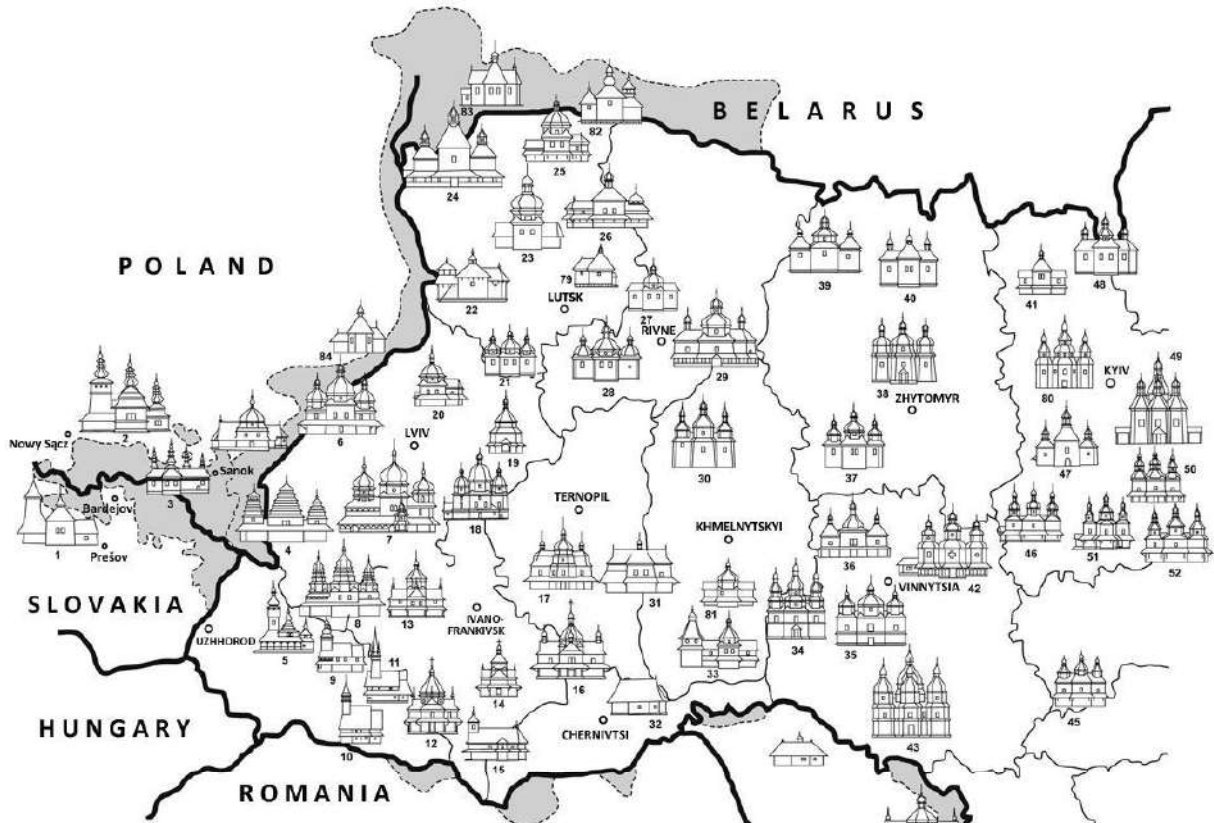 83
82
BELARUS
25
24
26
23
39
40
41
48
POLAND
22
79
LUTSK
27
RIVNE
49
84
21
28
29
38
ZHYTOMYR
80
KYIV
20
2
6
LVIV
19
47
Nowy Sącz
Sanok
30
37
50
3
Bardejov
TERNOPIL
18
1
Prešov
4
7
KHMELNYTSKYI
46
51
52
36
VINNYTSIA
42
17
31
81
SLOVAKIA
8
13
IVANO-
FRANKIVSK
UZHHOROD
5
34
35
9
11
16
33
14
45
HUNGARY
32
12
CHERNIVTSI
43
10
15
ROMANIA